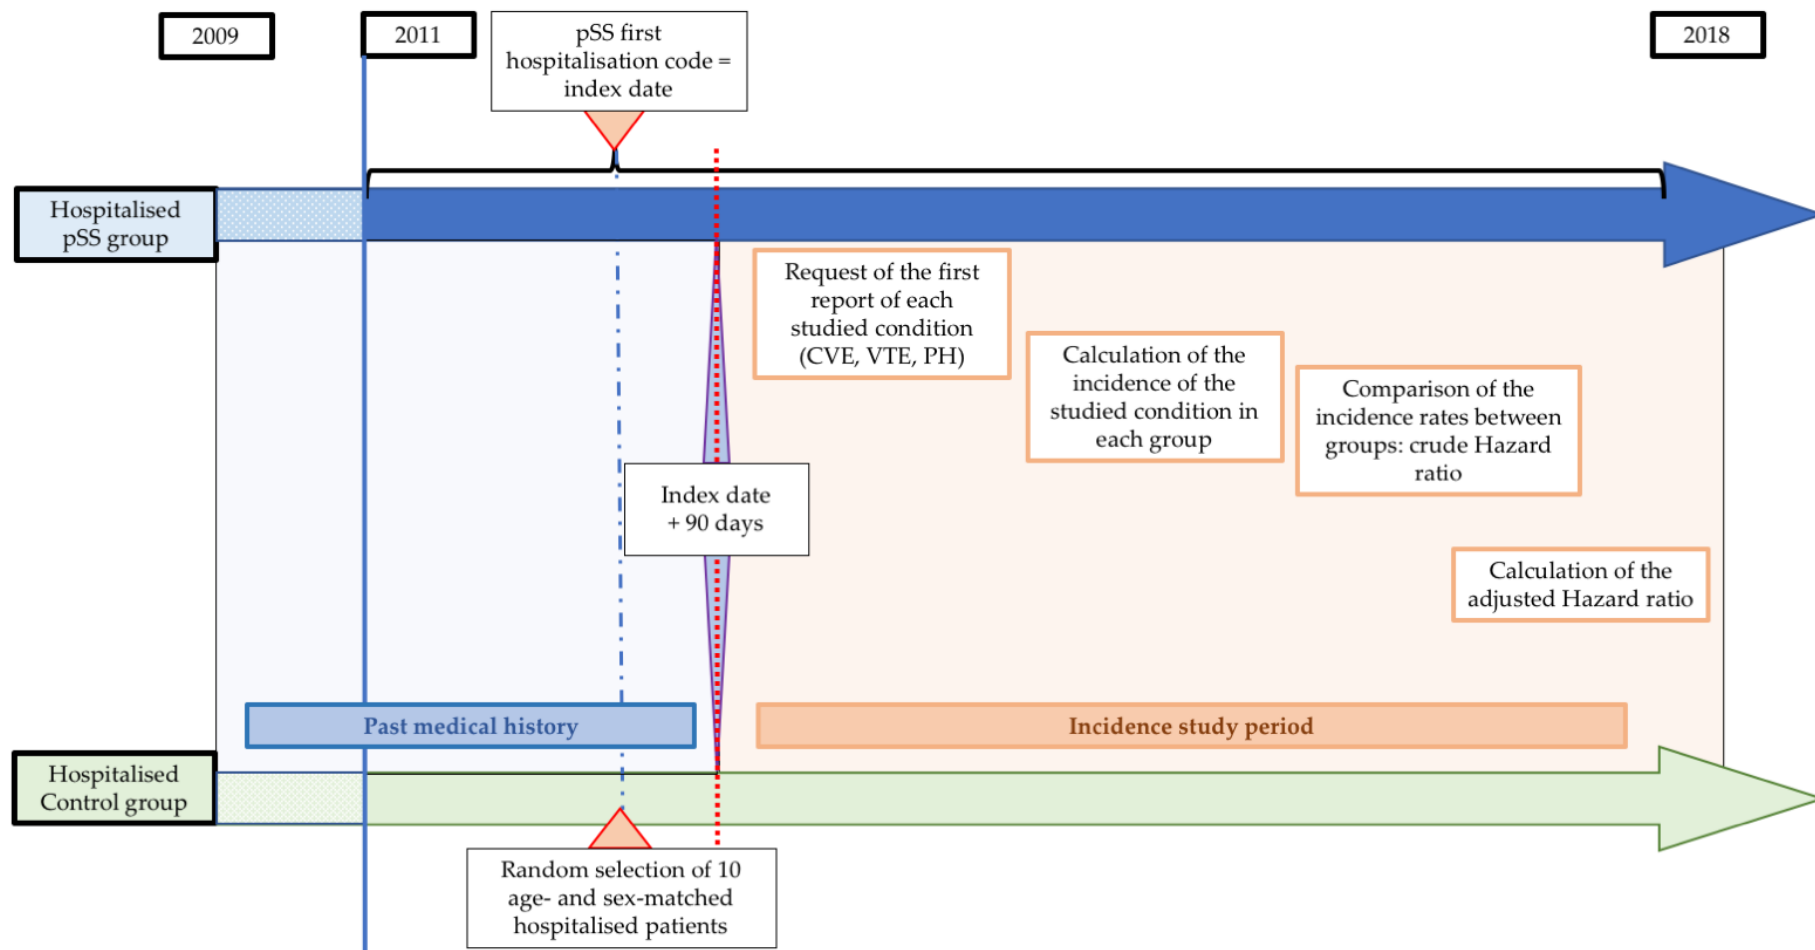 2009
2011
pSS first
hospitalisation code =
index date
2018
Hospitalised
pSS group
Request of the first
report of each
studied condition
(CVE, VTE, PH)
Calculation of the
incidence of the
studied condition in
each group
Comparison of the
incidence rates between
groups: crude Hazard
ratio
Index date
+ 90 days
Calculation of the
adjusted Hazard ratio
Past medical history
Incidence study period
Hospitalised
Control group
Random selection of 10
age- and sex-matched
hospitalised patients